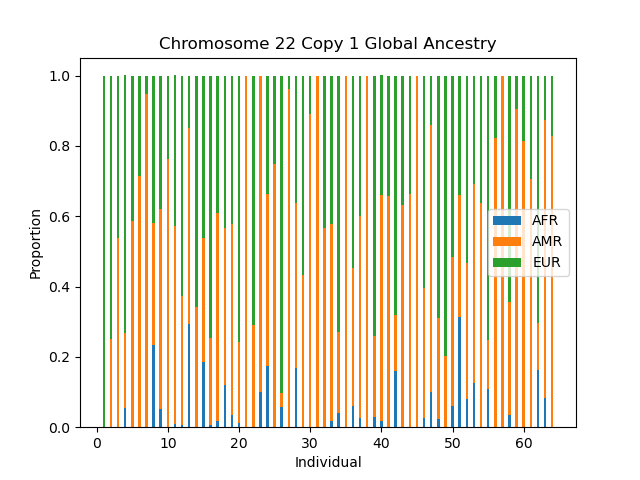 Chromosome 22 Copy 1 Global Ancestry
1.0
0.8
0.6
0.4
0.2
0.0
Proportion
AFR
AMR
EUR
0 10 20 30 40 50 60
Individual